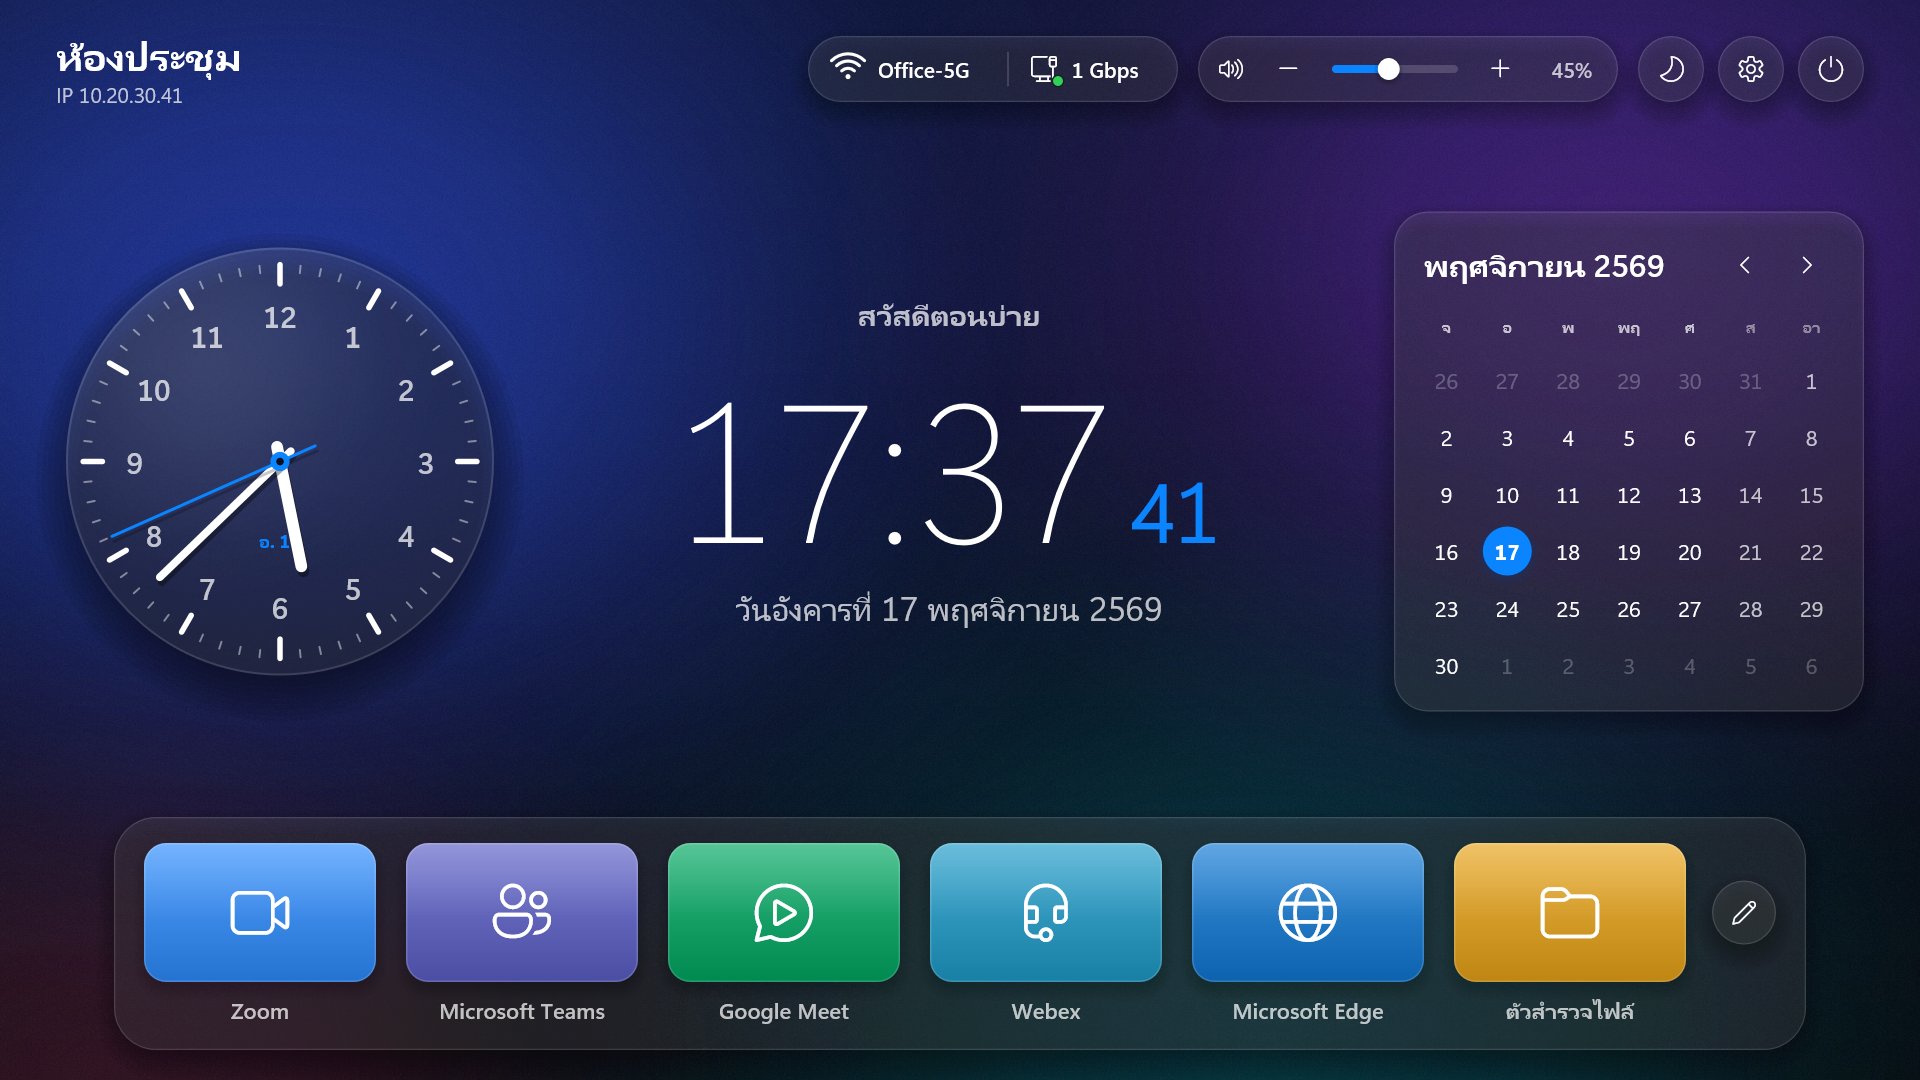 ห้องประชุม
IP 10.20.30.41
Office-5G
1 Gbps
45%
12
1
2
3
4
5
6
7
8
9
10
11
อ. 1
สวัสดีตอนบ่าย
17:37 41
วันอังคารที่ 17 พฤศจิกายน 2569
พฤศจิกายน 2569
จ อ พ พฤ ศ ส อา
26 27 28 29 30 31 1
2 3 4 5 6 7 8
9 10 11 12 13 14 15
16 17 18 19 20 21 22
23 24 25 26 27 28 29
30 1 2 3 4 5 6
Zoom
Microsoft Teams
Google Meet
Webex
Microsoft Edge
ตัวสำรวจไฟล์